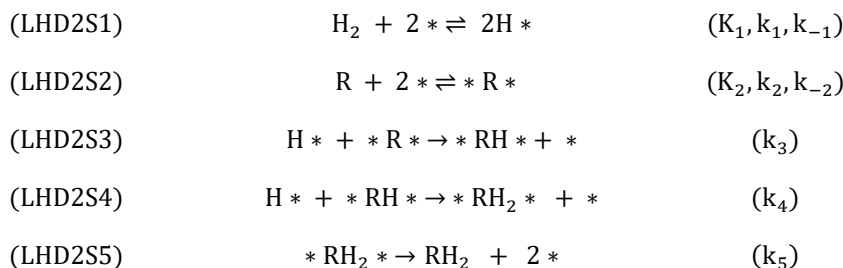 (LHD2S1) H₂ + 2 * ⇌ 2H * (K₁, k₁, k₋₁)
(LHD2S2) R + 2 * ⇌ * R * (K₂, k₂, k₋₂)
(LHD2S3) H * + * R * → * RH * + * (k₃)
(LHD2S4) H * + * RH * → * RH₂ * + * (k₄)
(LHD2S5) * RH₂ * → RH₂ + 2 * (k₅)